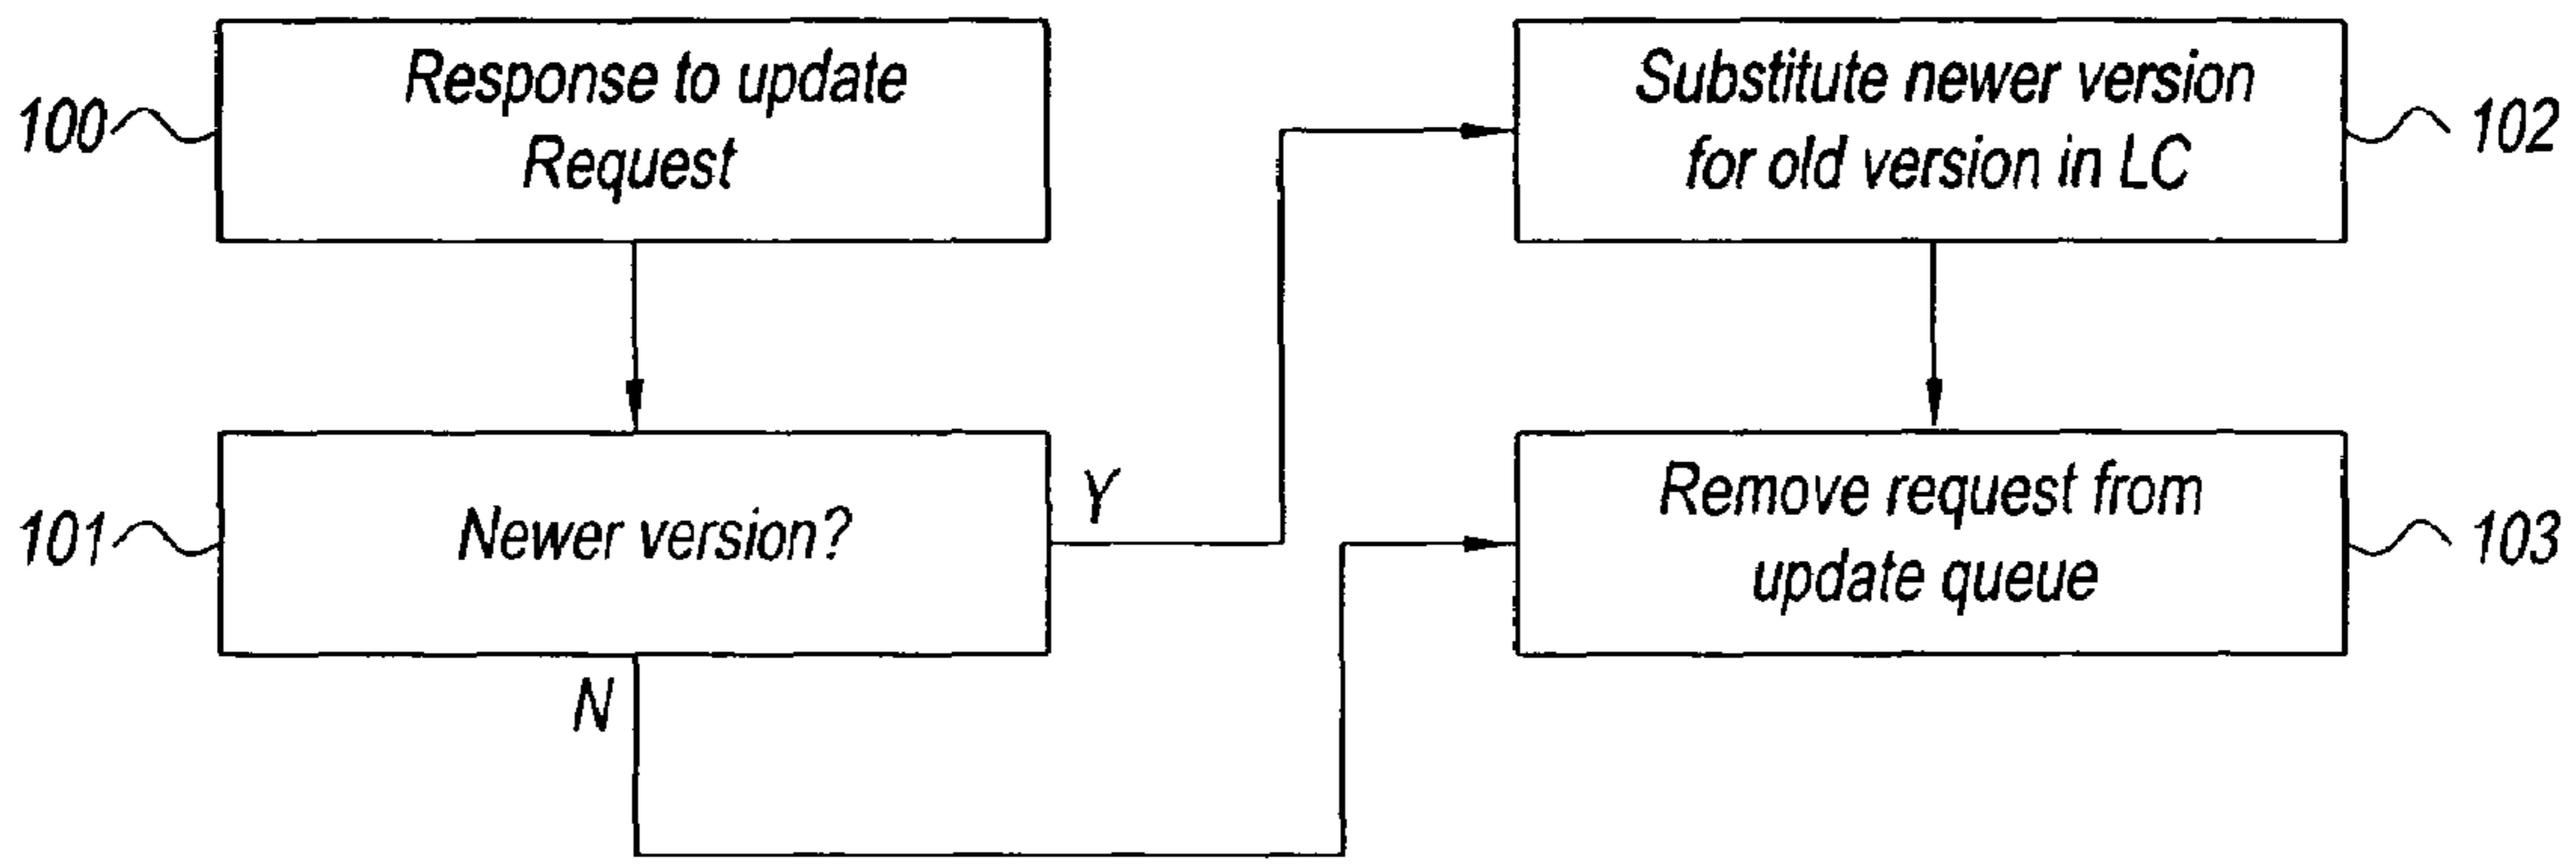 100
Response to update
Request
101
Newer version?
Y
N
Substitute newer version
for old version in LC
102
Remove request from
update queue
103